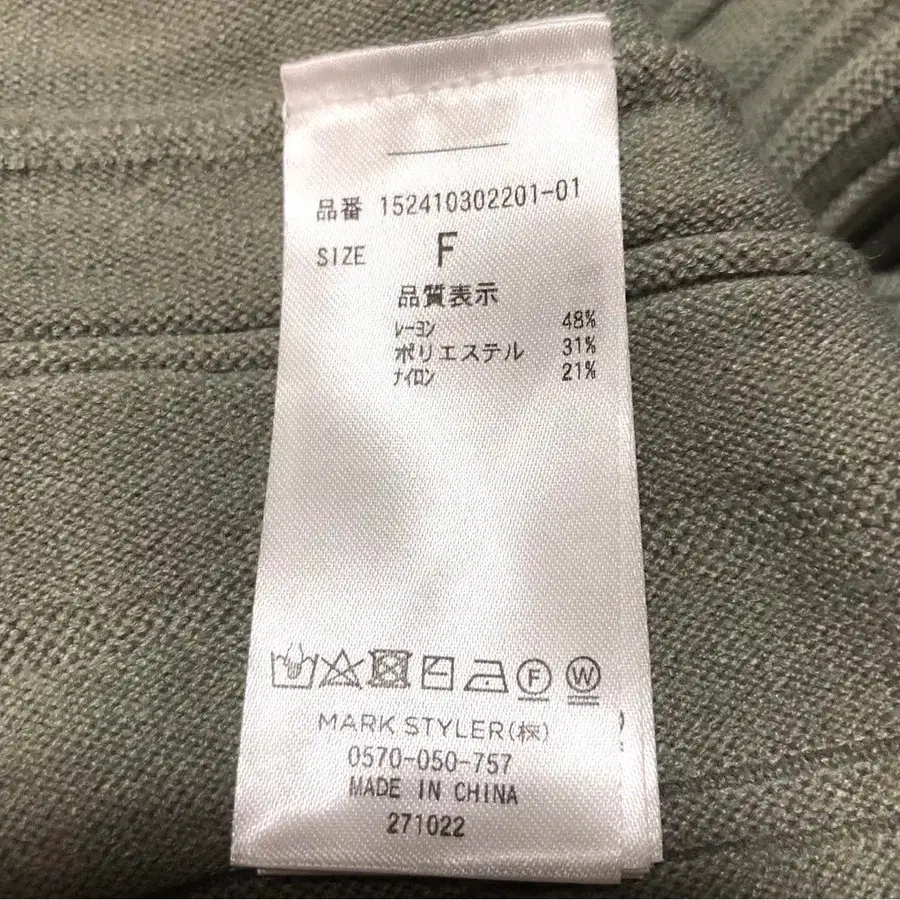 品番 152410302201-01
SIZE F
品質表示
ﾚｰﾖﾝ 48%
ポリエステル 31%
ﾅｲﾛﾝ 21%
F W
MARK STYLER(株)
0570-050-757
MADE IN CHINA
271022